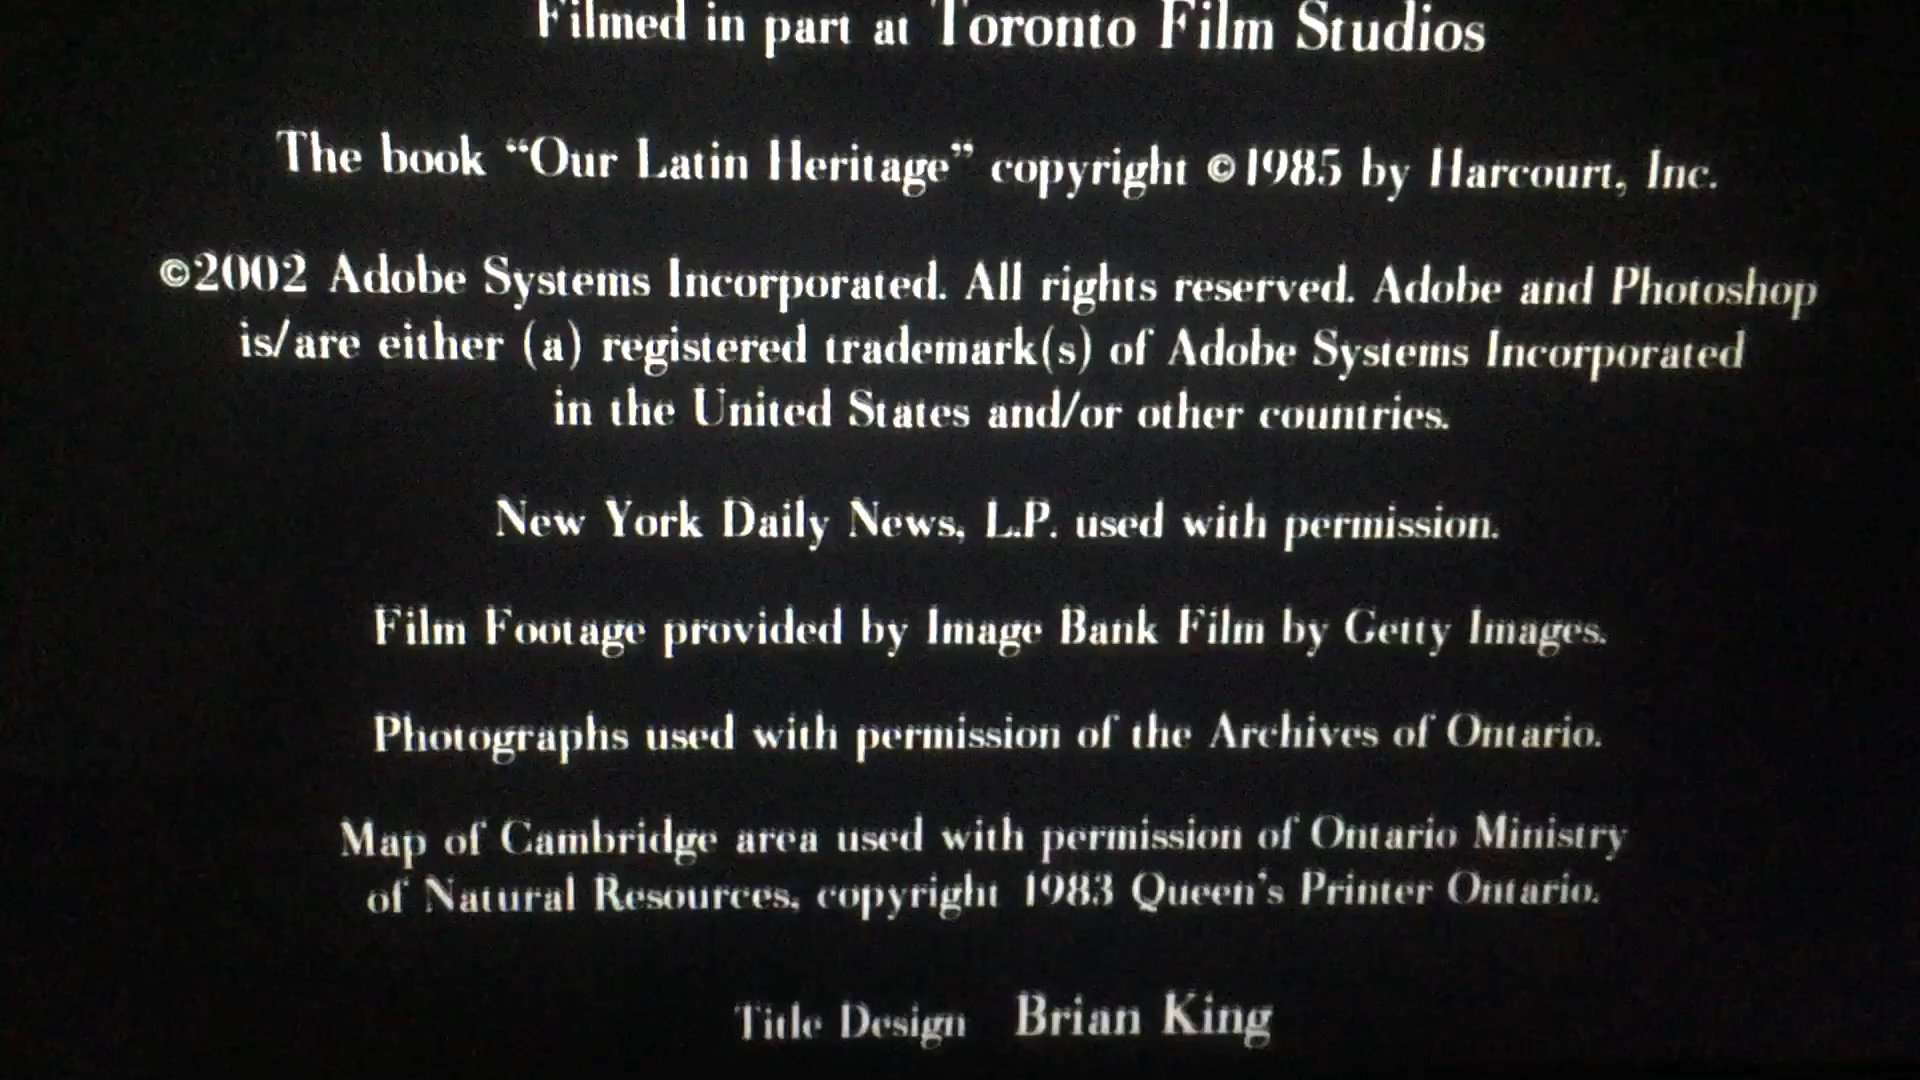 Filmed in part at Toronto Film Studios
The book “Our Latin Heritage” copyright ©1985 by Harcourt, Inc.
©2002 Adobe Systems Incorporated. All rights reserved. Adobe and Photoshop
is/are either (a) registered trademark(s) of Adobe Systems Incorporated
in the United States and/or other countries.
New York Daily News, L.P. used with permission.
Film Footage provided by Image Bank Film by Getty Images.
Photographs used with permission of the Archives of Ontario.
Map of Cambridge area used with permission of Ontario Ministry
of Natural Resources, copyright 1983 Queen's Printer Ontario.
Title Design Brian King